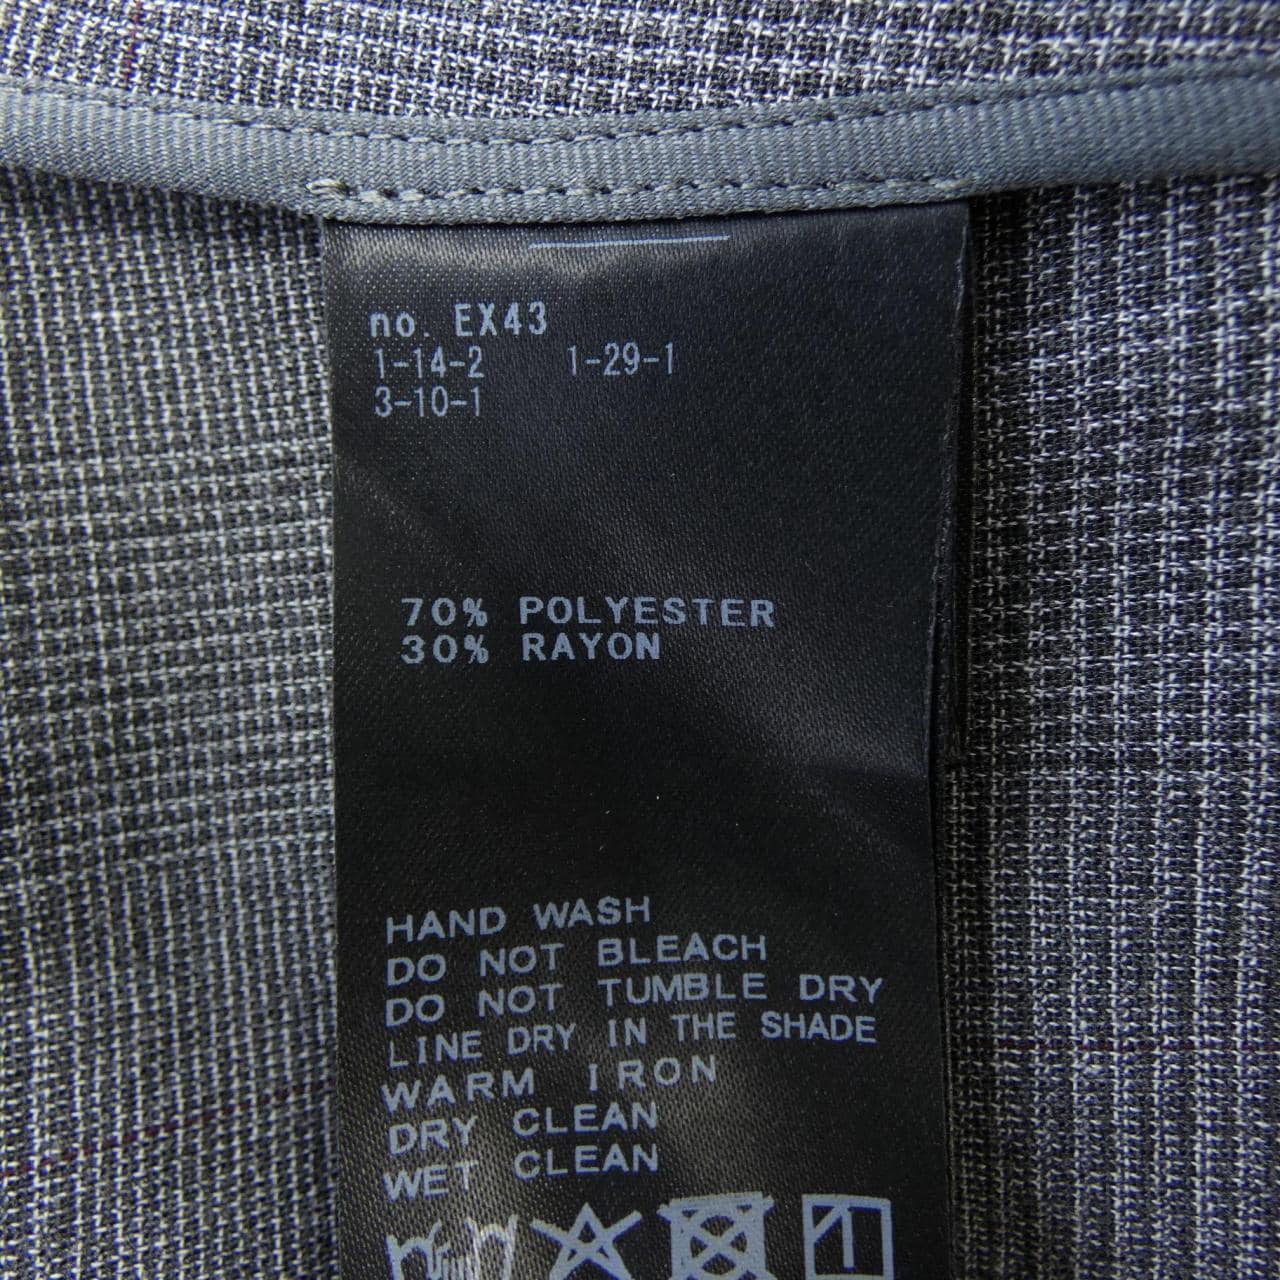 no. EX43
1-14-2 1-29-1
3-10-1
70% POLYESTER
30% RAYON
HAND WASH
DO NOT BLEACH
DO NOT TUMBLE DRY
LINE DRY IN THE SHADE
WARM IRON
DRY CLEAN
WET CLEAN